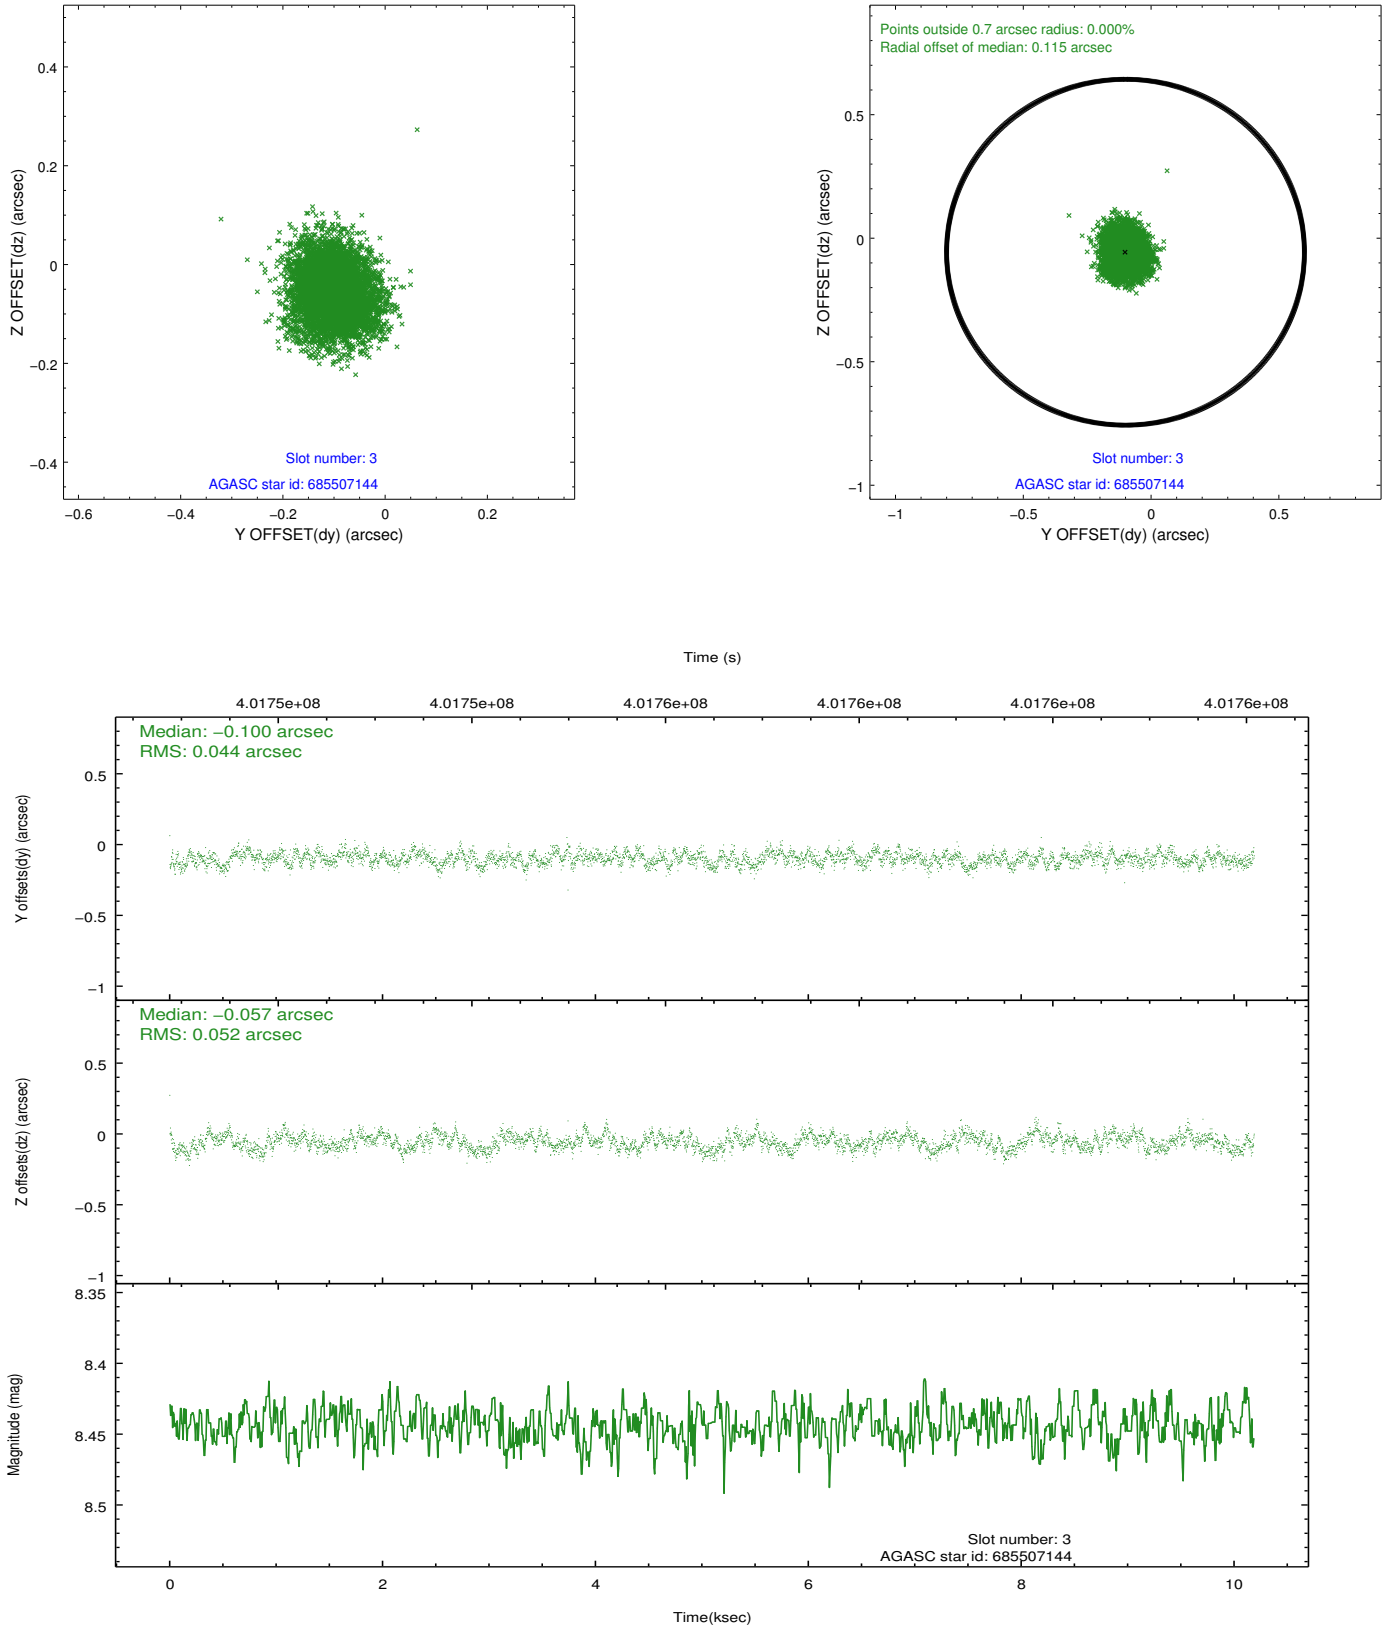 0.4
0.2
0
−0.2
−0.4
Z OFFSET(dz) (arcsec)
Slot number: 3
AGASC star id: 685507144
−0.6
−0.4
−0.2
0
0.2
Y OFFSET(dy) (arcsec)
Points outside 0.7 arcsec radius: 0.000%
Radial offset of median: 0.115 arcsec
0.5
0
−0.5
−1
Z OFFSET(dz) (arcsec)
Slot number: 3
AGASC star id: 685507144
−1
−0.5
0
0.5
Y OFFSET(dy) (arcsec)
Time (s)
4.0175e+08
4.0175e+08
4.0176e+08
4.0176e+08
4.0176e+08
4.0176e+08
Median: −0.100 arcsec
RMS: 0.044 arcsec
0.5
0
−0.5
−1
Y offsets(dy) (arcsec)
Median: −0.057 arcsec
RMS: 0.052 arcsec
0.5
0
−0.5
−1
Z offsets(dz) (arcsec)
8.35
8.4
8.45
8.5
Magnitude (mag)
Slot number: 3
AGASC star id: 685507144
0
2
4
6
8
10
Time(ksec)